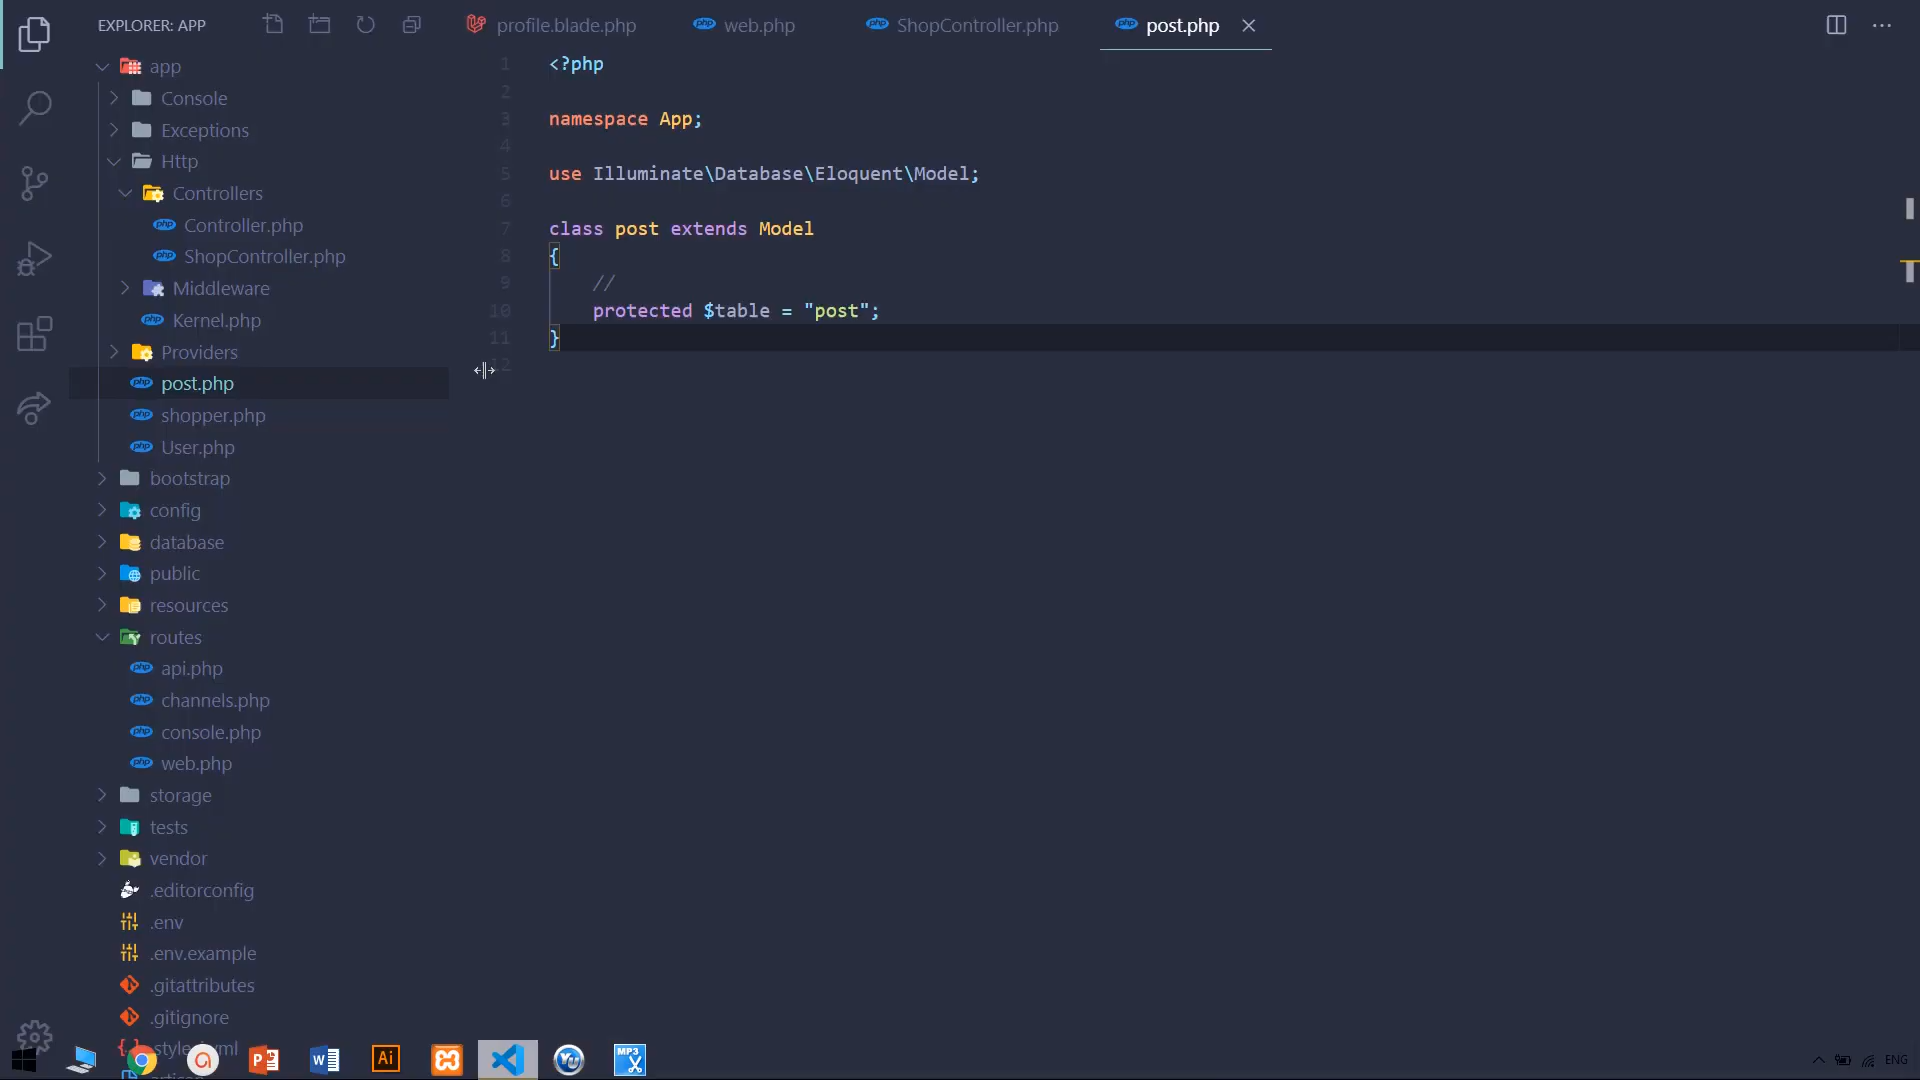 EXPLORER: APP
app
Console
Exceptions
Http
Controllers
Controller.php
ShopController.php
Middleware
Kernel.php
Providers
post.php
shopper.php
User.php
bootstrap
config
database
public
resources
routes
api.php
channels.php
console.php
web.php
storage
tests
vendor
.editorconfig
.env
.env.example
.gitattributes
.gitignore
profile.blade.php
web.php
ShopController.php
post.php
1 <?php
2
3 namespace App;
4
5 use Illuminate\Database\Eloquent\Model;
6
7 class post extends Model
8 {
9 //
10 protected $table = "post";
11 }
12
Ai
MP3
ENG